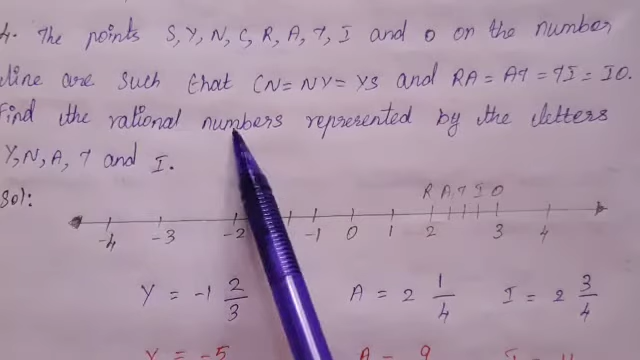 4. The points S, Y, N, C, R, A, T, I and O on the number
line are such that CN = NY = YS and RA = AT = TI = IO.
Find the rational numbers represented by the letters
Y, N, A, T and I.
Sol:
R A T I O
-4 -3 -2 -1 0 1 2 3 4
Y = -1 2/3 A = 2 1/4 I = 2 3/4
Y = -5 A = 9